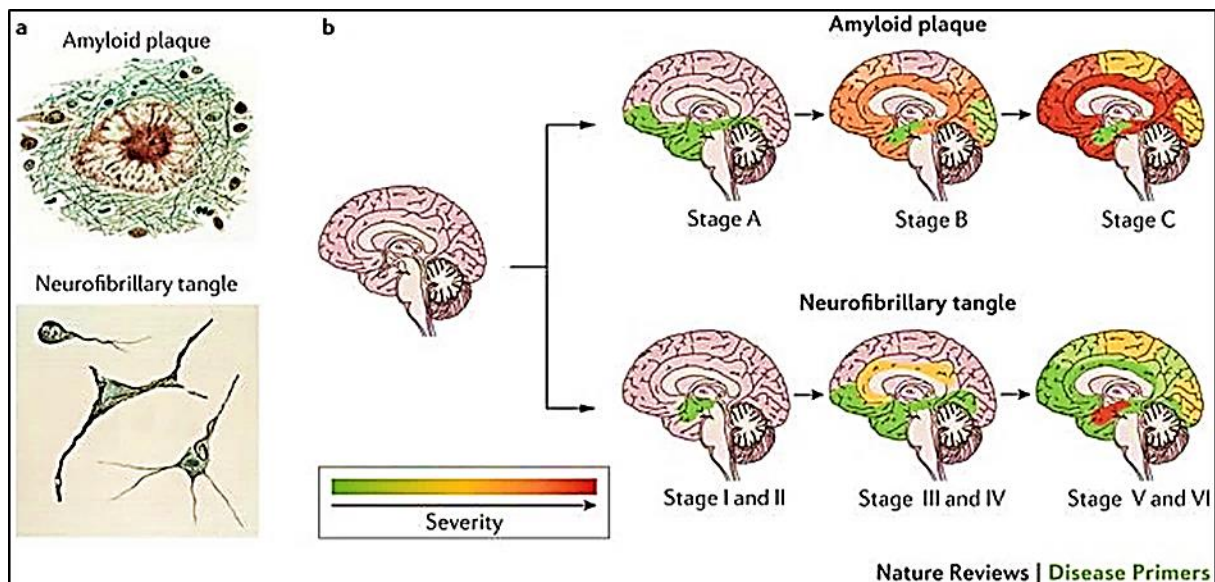 a
Amyloid plaque
Neurofibrillary tangle
b
Amyloid plaque
Stage A
Stage B
Stage C
Neurofibrillary tangle
Stage I and II
Stage III and IV
Stage V and VI
Severity
Nature Reviews | Disease Primers